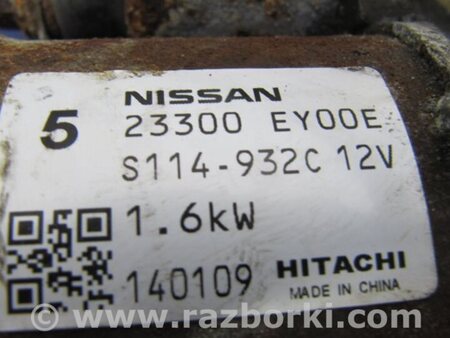 NISSAN
5
23300 EY00E
S114-932C 12V
1.6kW
140109 HITACHI
MADE IN CHINA
www.razborki.com